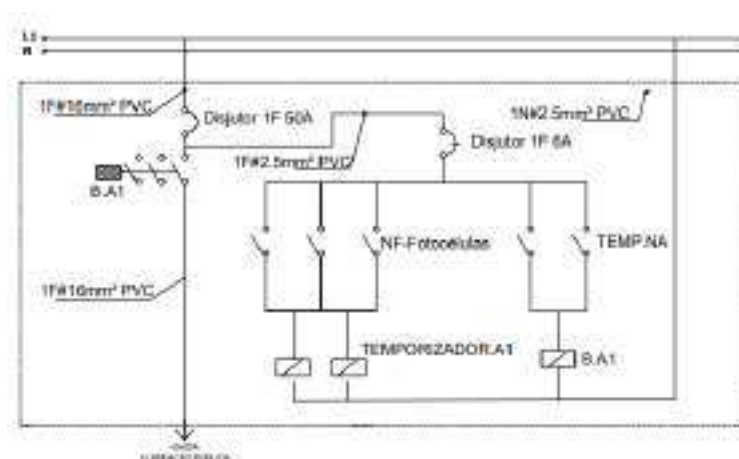 N
1F#16mm² PVC
Disjutor 1F 50A
1N#2.5mm² PVC
Disjutor 1F 6A
1F#2.5mm² PVC
B.A1
NF-Fotocélulas
TEMP.NA
1F#16mm² PVC
TEMPORIZADOR.A1
B.A1